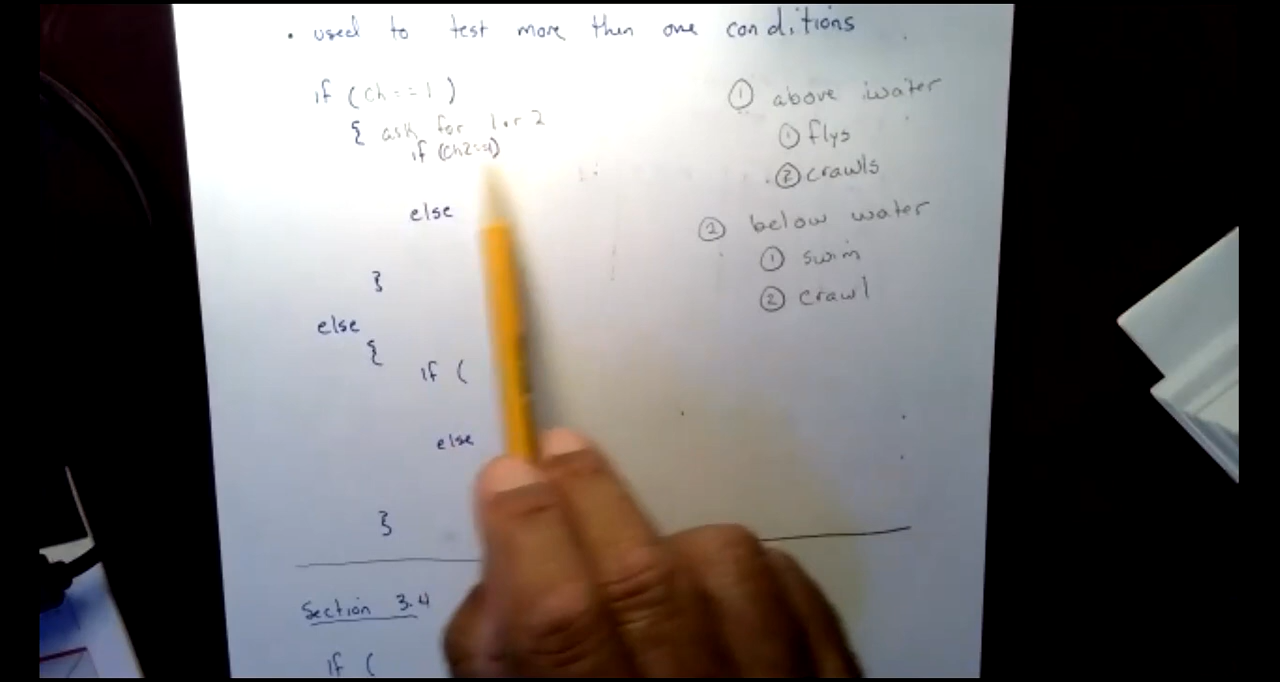 • used to test more then one conditions
if (ch==1)
{ ask for 1 or 2
if (ch2==1)
else
}
else
{
if (
else
}
① above water
① flys
② crawls
② below water
① swim
② crawl
Section 3.4
if (